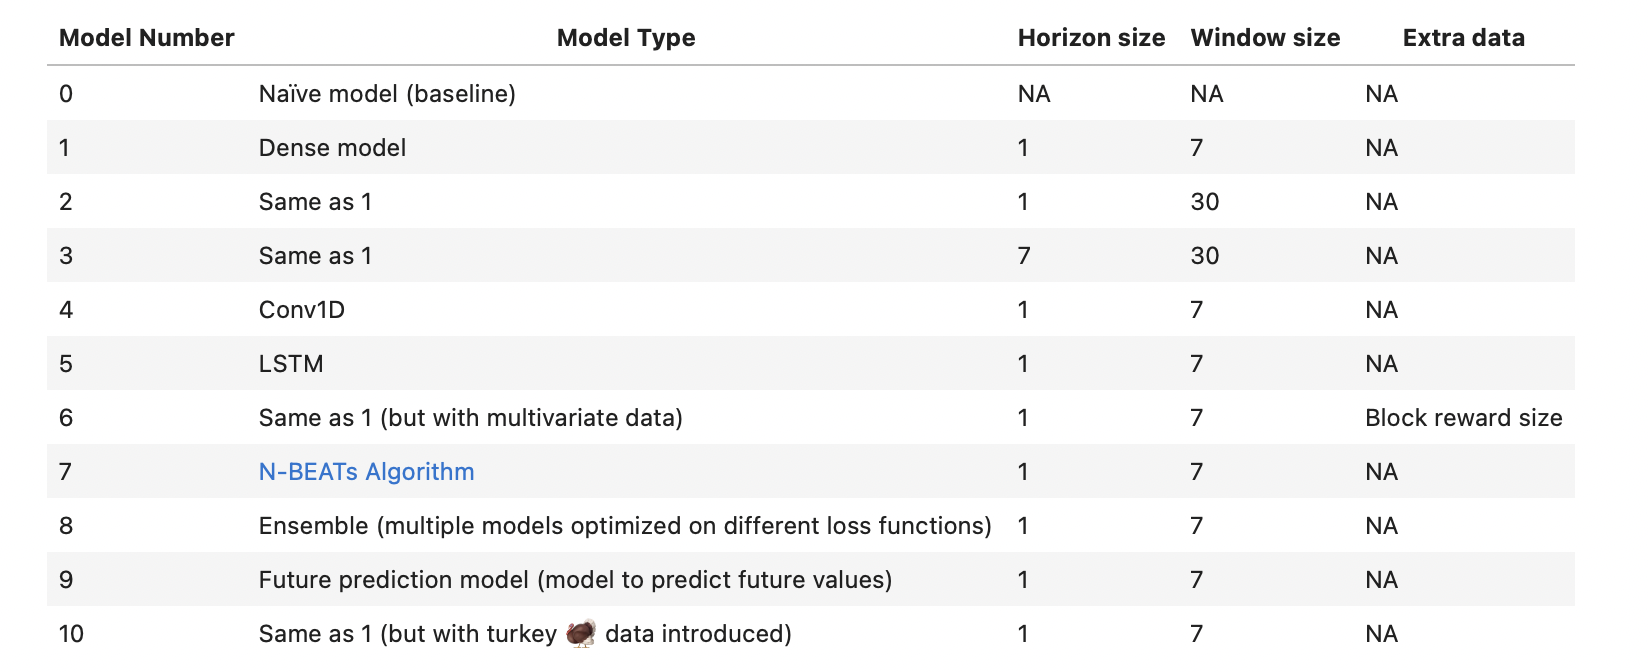 Model Number Model Type Horizon size Window size Extra data
0 Naïve model (baseline) NA NA NA
1 Dense model 1 7 NA
2 Same as 1 1 30 NA
3 Same as 1 7 30 NA
4 Conv1D 1 7 NA
5 LSTM 1 7 NA
6 Same as 1 (but with multivariate data) 1 7 Block reward size
7 N-BEATs Algorithm 1 7 NA
8 Ensemble (multiple models optimized on different loss functions) 1 7 NA
9 Future prediction model (model to predict future values) 1 7 NA
10 Same as 1 (but with turkey 🦃 data introduced) 1 7 NA